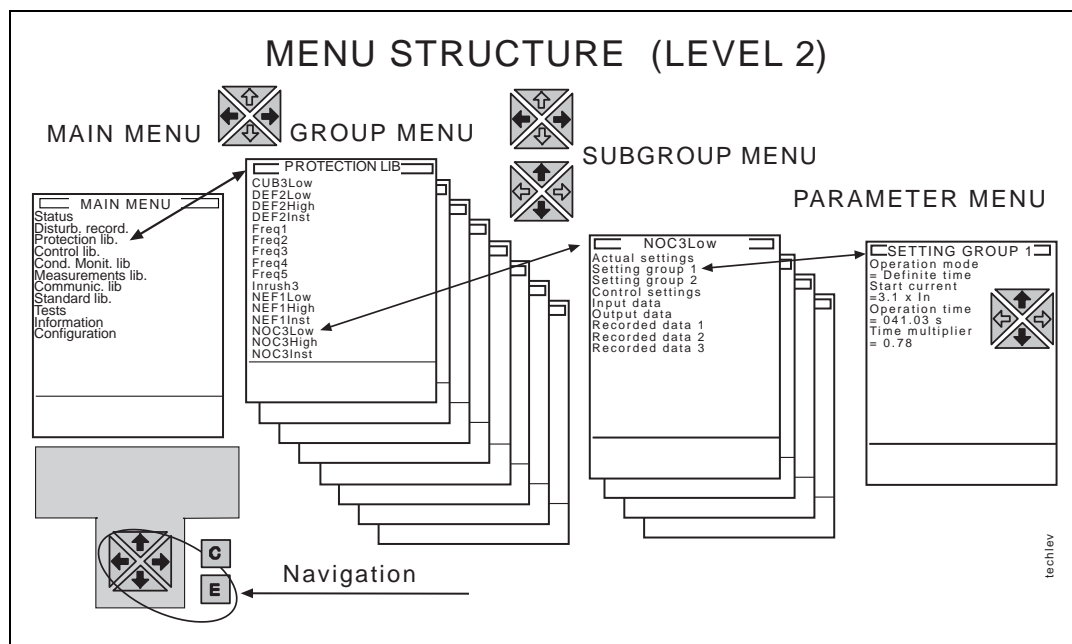 MENU STRUCTURE (LEVEL 2)
MAIN MENU
GROUP MENU
SUBGROUP MENU
PARAMETER MENU
MAIN MENU
Status
Disturb. record.
Protection lib.
Control lib.
Cond. Monit. lib
Measurements lib.
Communic. lib
Standard lib.
Tests
Information
Configuration
PROTECTION LIB
CUB3Low
DEF2Low
DEF2High
DEF2Inst
Freq1
Freq2
Freq3
Freq4
Freq5
Inrush3
NEF1Low
NEF1High
NEF1Inst
NOC3Low
NOC3High
NOC3Inst
NOC3Low
Actual settings
Setting group 1
Setting group 2
Control settings
Input data
Output data
Recorded data 1
Recorded data 2
Recorded data 3
SETTING GROUP 1
Operation mode
= Definite time
Start current
=3.1 x In
Operation time
= 041.03 s
Time multiplier
= 0.78
C
E
Navigation
techlev